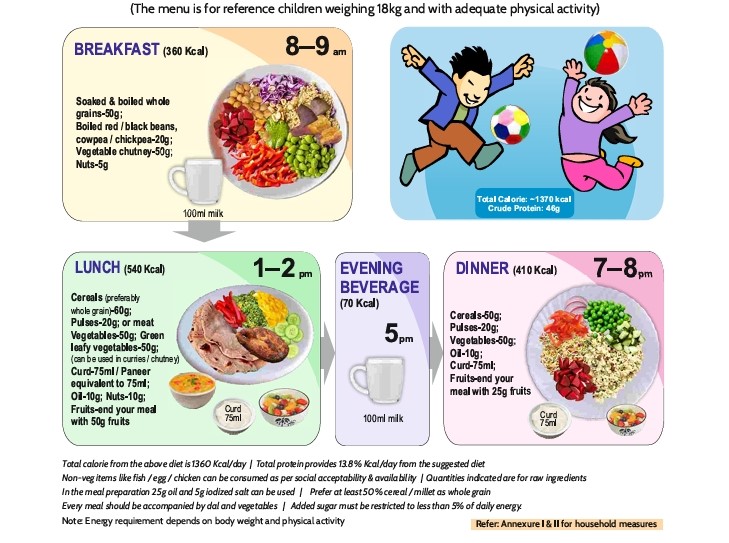 (The menu is for reference children weighing 18kg and with adequate physical activity)
BREAKFAST (360 Kcal)
8–9 am
Soaked & boiled whole
grains-50g;
Boiled red / black beans,
cowpea / chickpea-20g;
Vegetable chutney-50g;
Nuts-5g
100ml milk
Total Calorie: ~1370 kcal
Crude Protein: 46g
LUNCH (540 Kcal)
1–2 pm
Cereals (preferably
whole grain)-60g;
Pulses-20g; or meat
Vegetables-50g; Green
leafy vegetables-50g;
(can be used in curries / chutney)
Curd-75ml / Paneer
equivalent to 75ml;
Oil-10g; Nuts-10g;
Fruits-end your meal
with 50g fruits
Curd
75ml
EVENING
BEVERAGE
(70 Kcal)
5pm
100ml milk
DINNER (410 Kcal)
7–8pm
Cereals-50g;
Pulses-20g;
Vegetables-50g;
Oil-10g;
Curd-75ml;
Fruits-end your
meal with 25g fruits
Curd
75ml
Total calorie from the above diet is 1360 Kcal/day | Total protein provides 13.8% Kcal/day from the suggested diet
Non-veg items like fish / egg / chicken can be consumed as per social acceptability & availability | Quantities indicated are for raw ingredients
In the meal preparation 25g oil and 5g iodized salt can be used | Prefer at least 50% cereal / millet as whole grain
Every meal should be accompanied by dal and vegetables | Added sugar must be restricted to less than 5% of daily energy.
Note: Energy requirement depends on body weight and physical activity
Refer: Annexure I & II for household measures